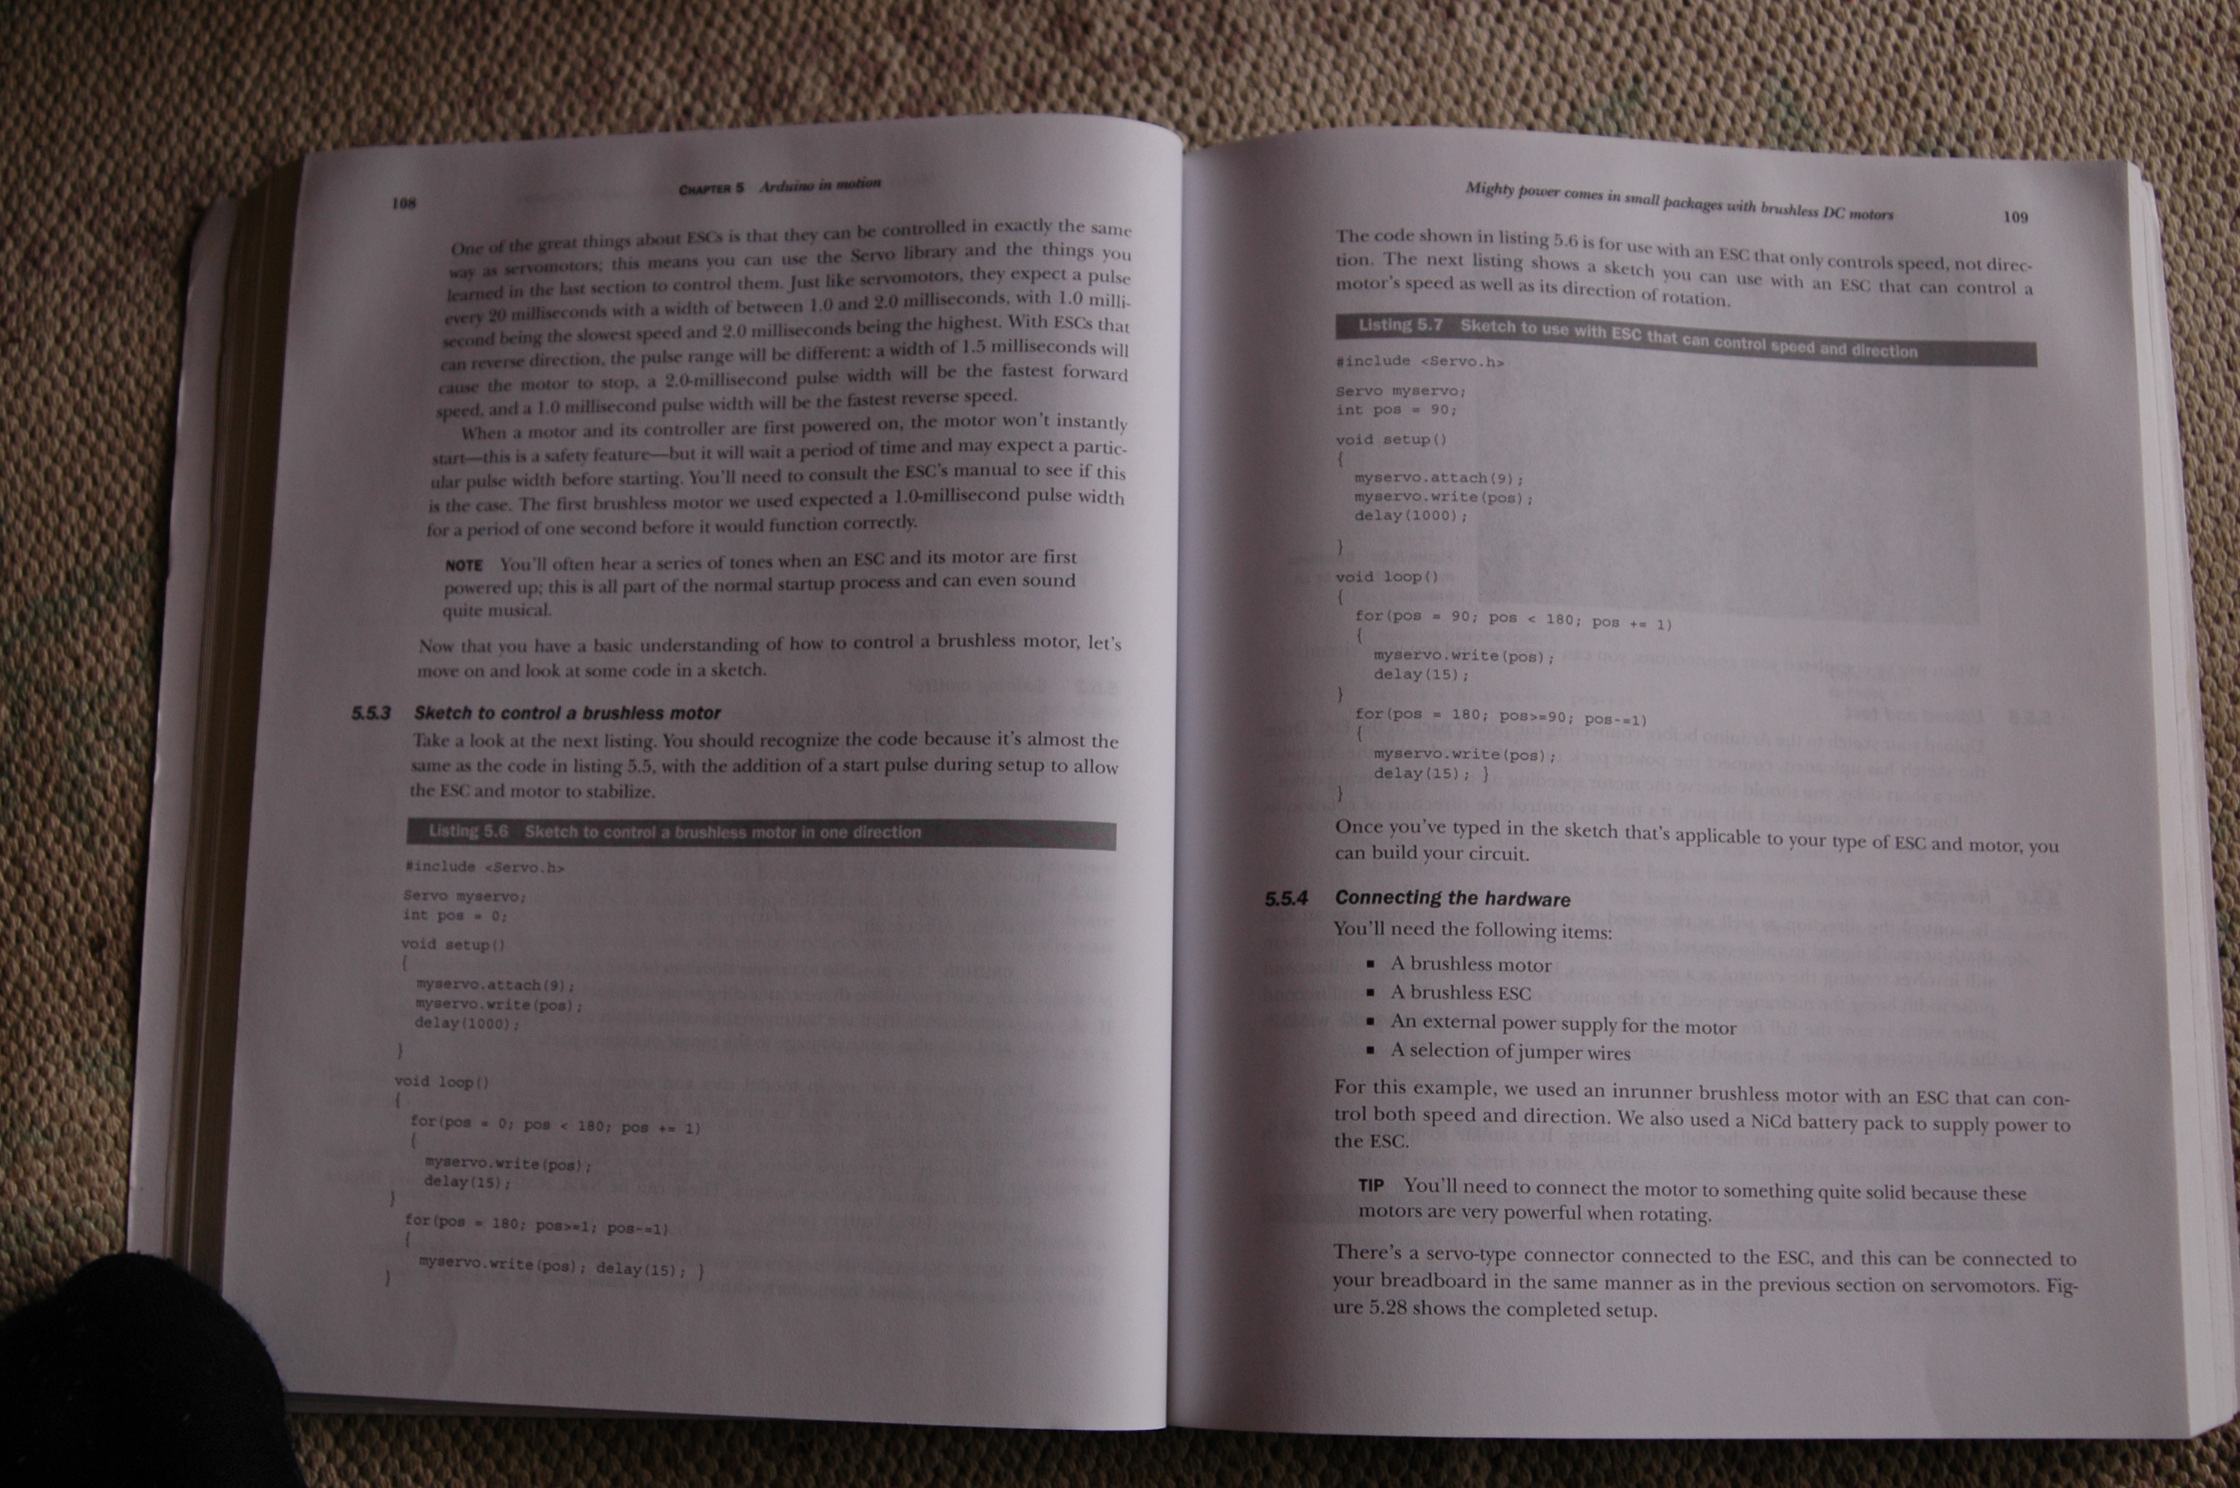 108
CHAPTER 5 Arduino in motion
One of the great things about ESCs is that they can be controlled in exactly the same
way as servomotors; this means you can use the Servo library and the things you
learned in the last section to control them. Just like servomotors, they expect a pulse
every 20 milliseconds with a width of between 1.0 and 2.0 milliseconds, with 1.0 milli-
second being the slowest speed and 2.0 milliseconds being the highest. With ESCs that
can reverse direction, the pulse range will be different: a width of 1.5 milliseconds will
cause the motor to stop, a 2.0-millisecond pulse width will be the fastest forward
speed, and a 1.0 millisecond pulse width will be the fastest reverse speed.
When a motor and its controller are first powered on, the motor won't instantly
start—this is a safety feature—but it will wait a period of time and may expect a partic-
ular pulse width before starting. You'll need to consult the ESC's manual to see if this
is the case. The first brushless motor we used expected a 1.0-millisecond pulse width
for a period of one second before it would function correctly.
NOTE You'll often hear a series of tones when an ESC and its motor are first
powered up; this is all part of the normal startup process and can even sound
quite musical.
Now that you have a basic understanding of how to control a brushless motor, let's
move on and look at some code in a sketch.
5.5.3 Sketch to control a brushless motor
Take a look at the next listing. You should recognize the code because it's almost the
same as the code in listing 5.5, with the addition of a start pulse during setup to allow
the ESC and motor to stabilize.
Listing 5.6 Sketch to control a brushless motor in one direction
#include <Servo.h>
Servo myservo;
int pos = 0;
void setup()
{
myservo.attach(9);
myservo.write(pos);
delay(1000);
}
void loop()
{
for(pos = 0; pos < 180; pos += 1)
{
myservo.write(pos);
delay(15);
}
for(pos = 180; pos>=1; pos-=1)
{
myservo.write(pos); delay(15); }
}
Mighty power comes in small packages with brushless DC motors
109
The code shown in listing 5.6 is for use with an ESC that only controls speed, not direc-
tion. The next listing shows a sketch you can use with an ESC that can control a
motor's speed as well as its direction of rotation.
Listing 5.7 Sketch to use with ESC that can control speed and direction
#include <Servo.h>
Servo myservo;
int pos = 90;
void setup()
{
myservo.attach(9);
myservo.write(pos);
delay(1000);
}
void loop()
{
for(pos = 90; pos < 180; pos += 1)
{
myservo.write(pos);
delay(15);
}
for(pos = 180; pos>=90; pos-=1)
{
myservo.write(pos);
delay(15); }
}
Once you've typed in the sketch that's applicable to your type of ESC and motor, you
can build your circuit.
5.5.4 Connecting the hardware
You'll need the following items:
▪ A brushless motor
▪ A brushless ESC
▪ An external power supply for the motor
▪ A selection of jumper wires
For this example, we used an inrunner brushless motor with an ESC that can con-
trol both speed and direction. We also used a NiCd battery pack to supply power to
the ESC.
TIP You'll need to connect the motor to something quite solid because these
motors are very powerful when rotating.
There's a servo-type connector connected to the ESC, and this can be connected to
your breadboard in the same manner as in the previous section on servomotors. Fig-
ure 5.28 shows the completed setup.